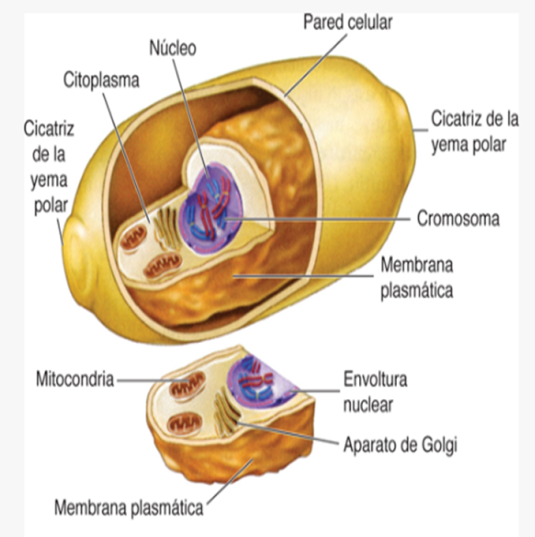 Pared celular
Núcleo
Citoplasma
Cicatriz
de la
yema
polar
Cicatriz de la
yema polar
Cromosoma
Membrana
plasmática
Mitocondria
Envoltura
nuclear
Aparato de Golgi
Membrana plasmática